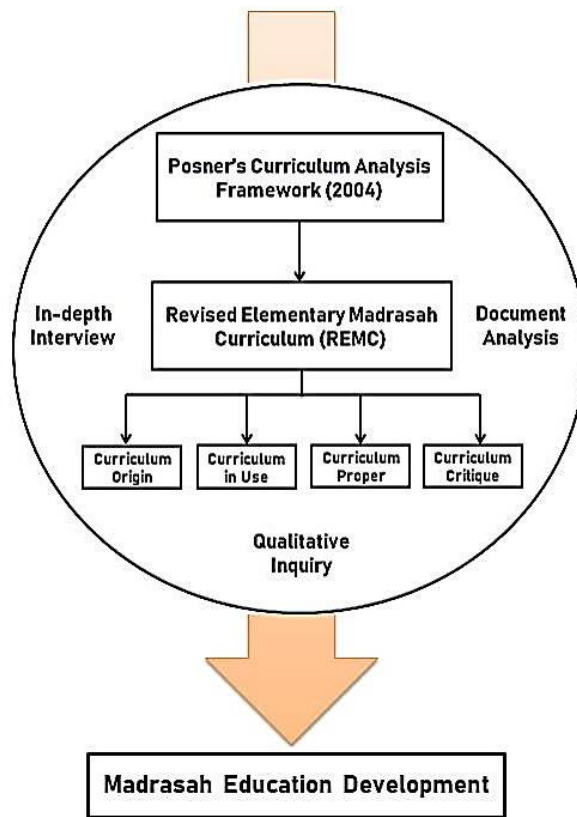 Posner's Curriculum Analysis
Framework (2004)
In-depth
Interview
Revised Elementary Madrasah
Curriculum (REMC)
Document
Analysis
Curriculum
Origin
Curriculum
in Use
Curriculum
Proper
Curriculum
Critique
Qualitative
Inquiry
Madrasah Education Development